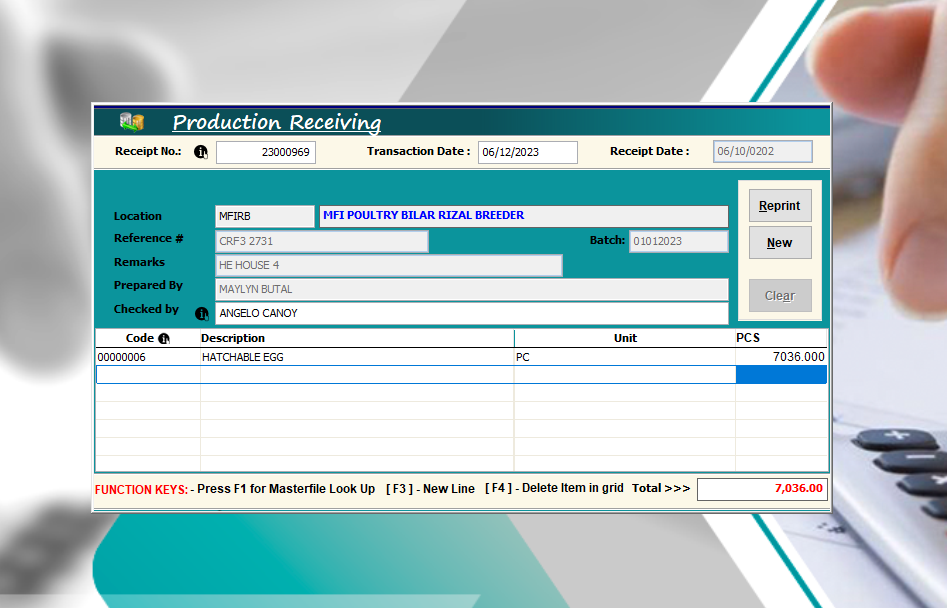 Production Receiving
Receipt No.: 23000969 Transaction Date : 06/12/2023 Receipt Date : 06/10/0202
Reprint
Location MFIRB MFI POULTRY BILAR RIZAL BREEDER
Reference # CRF3 2731 Batch: 01012023
New
Remarks HE HOUSE 4
Prepared By MAYLYN BUTAL
Clear
Checked by ANGELO CANOY
Code Description Unit PCS
00000006 HATCHABLE EGG PC 7036.000
FUNCTION KEYS: - Press F1 for Masterfile Look Up [ F3 ] - New Line [ F4 ] - Delete Item in grid Total >>> 7,036.00